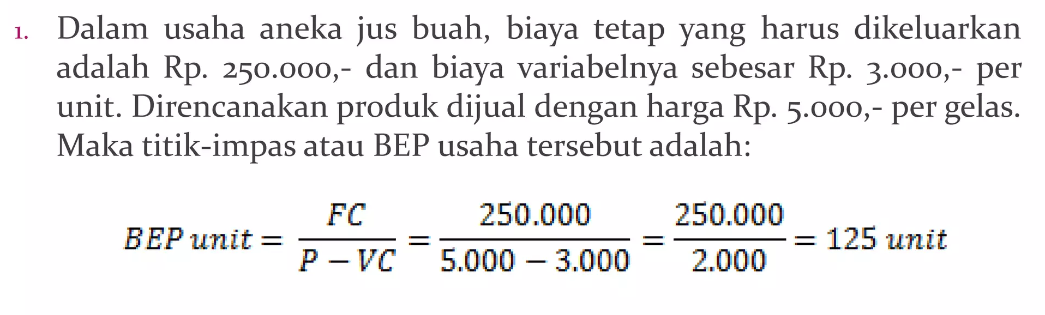 1. Dalam usaha aneka jus buah, biaya tetap yang harus dikeluarkan
adalah Rp. 250.000,- dan biaya variabelnya sebesar Rp. 3.000,- per
unit. Direncanakan produk dijual dengan harga Rp. 5.000,- per gelas.
Maka titik-impas atau BEP usaha tersebut adalah:
BEP unit = FC / (P − VC) = 250.000 / (5.000 − 3.000) = 250.000 / 2.000 = 125 unit